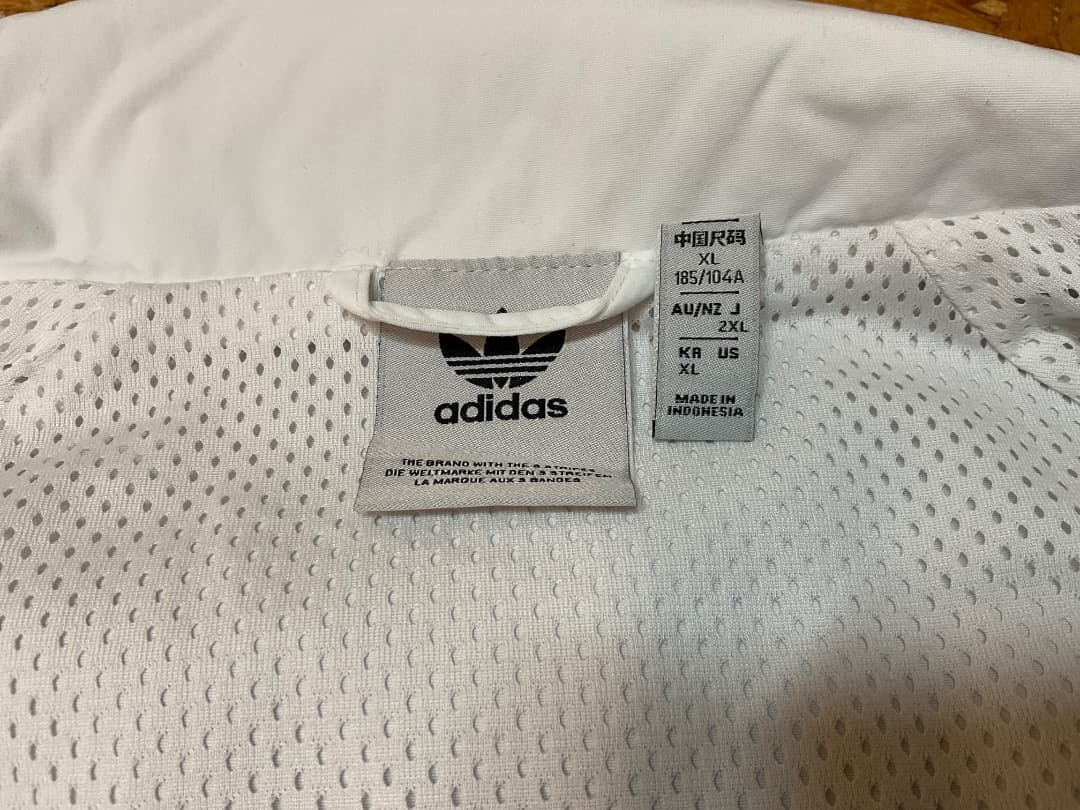 adidas
THE BRAND WITH THE 3 STRIPES
DIE WELTMARKE MIT DEN 3 STREIFEN
LA MARQUE AUX 3 BANDES
中国尺码
XL
185/104A
AU/NZ J
2XL
KR US
XL
MADE IN
INDONESIA